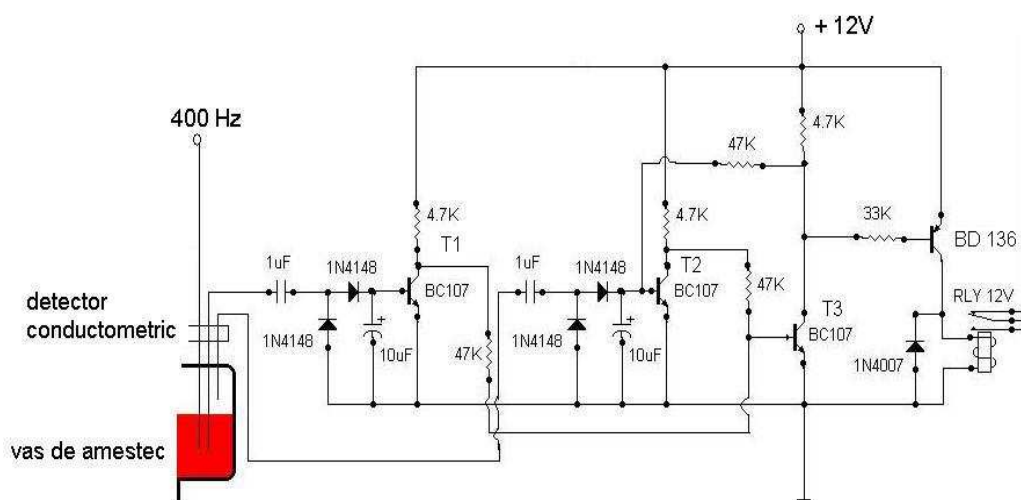 + 12V
400 Hz
4.7K
47K
4.7K
4.7K
33K
T1
T2
BD 136
1uF
1N4148
1uF
1N4148
BC107
BC107
47K
T3
RLY 12V
detector
conductometric
1N4148
10uF
47K
1N4148
10uF
BC107
1N4007
vas de amestec